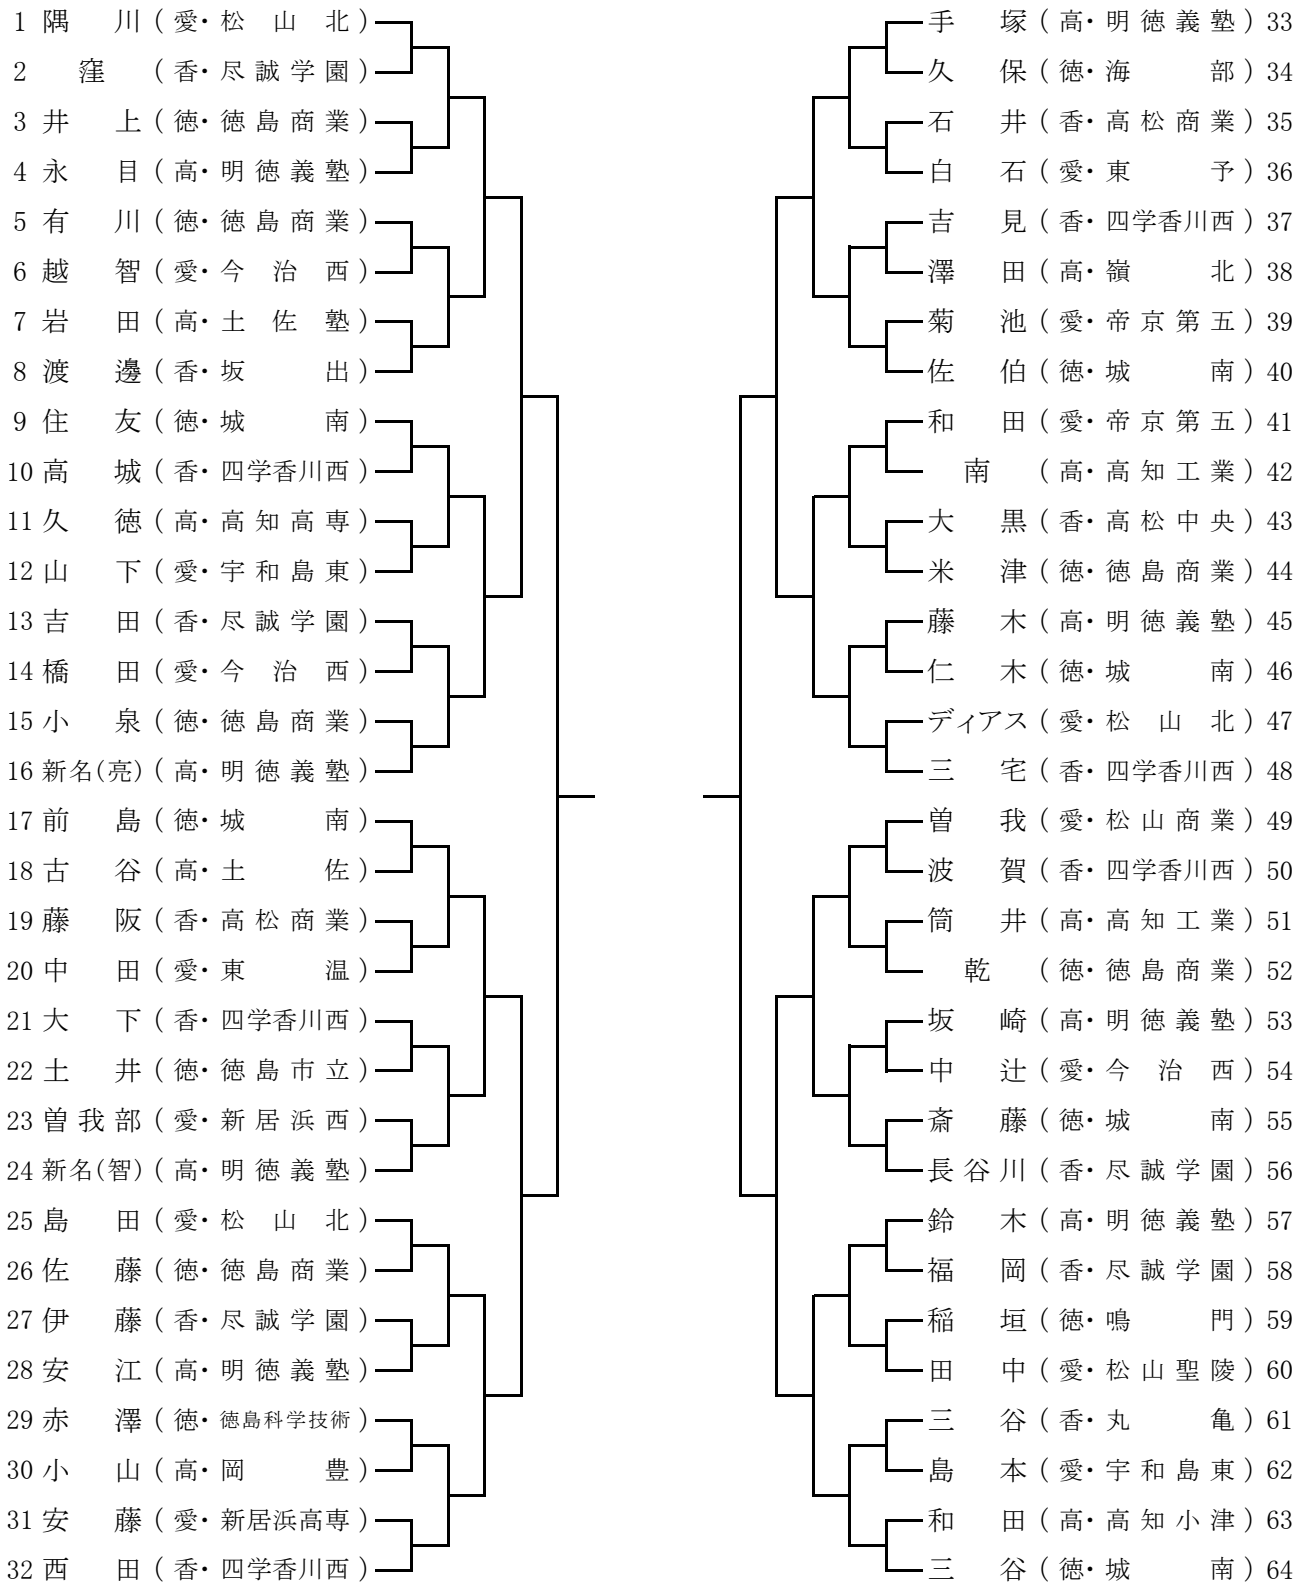 1 隅川(愛・松山北)
2 窪(香・尽誠学園)
3 井上(徳・徳島商業)
4 永目(高・明徳義塾)
5 有川(徳・徳島商業)
6 越智(愛・今治西)
7 岩田(高・土佐塾)
8 渡邊(香・坂出)
9 住友(徳・城南)
10 高城(香・四学香川西)
11 久徳(高・高知高専)
12 山下(愛・宇和島東)
13 吉田(香・尽誠学園)
14 橋田(愛・今治西)
15 小泉(徳・徳島商業)
16 新名(亮)(高・明徳義塾)
17 前島(徳・城南)
18 古谷(高・土佐)
19 藤阪(香・高松商業)
20 中田(愛・東温)
21 大下(香・四学香川西)
22 土井(徳・徳島市立)
23 曽我部(愛・新居浜西)
24 新名(智)(高・明徳義塾)
25 島田(愛・松山北)
26 佐藤(徳・徳島商業)
27 伊藤(香・尽誠学園)
28 安江(高・明徳義塾)
29 赤澤(徳・徳島科学技術)
30 小山(高・岡豊)
31 安藤(愛・新居浜高専)
32 西田(香・四学香川西)
手塚(高・明徳義塾)33
久保(徳・海部)34
石井(香・高松商業)35
白石(愛・東予)36
吉見(香・四学香川西)37
澤田(高・嶺北)38
菊池(愛・帝京第五)39
佐伯(徳・城南)40
和田(愛・帝京第五)41
南(高・高知工業)42
大黒(香・高松中央)43
米津(徳・徳島商業)44
藤木(高・明徳義塾)45
仁木(徳・城南)46
ディアス(愛・松山北)47
三宅(香・四学香川西)48
曽我(愛・松山商業)49
波賀(香・四学香川西)50
筒井(高・高知工業)51
乾(徳・徳島商業)52
坂崎(高・明徳義塾)53
中辻(愛・今治西)54
斎藤(徳・城南)55
長谷川(香・尽誠学園)56
鈴木(高・明徳義塾)57
福岡(香・尽誠学園)58
稲垣(徳・鳴門)59
田中(愛・松山聖陵)60
三谷(香・丸亀)61
島本(愛・宇和島東)62
和田(高・高知小津)63
三谷(徳・城南)64